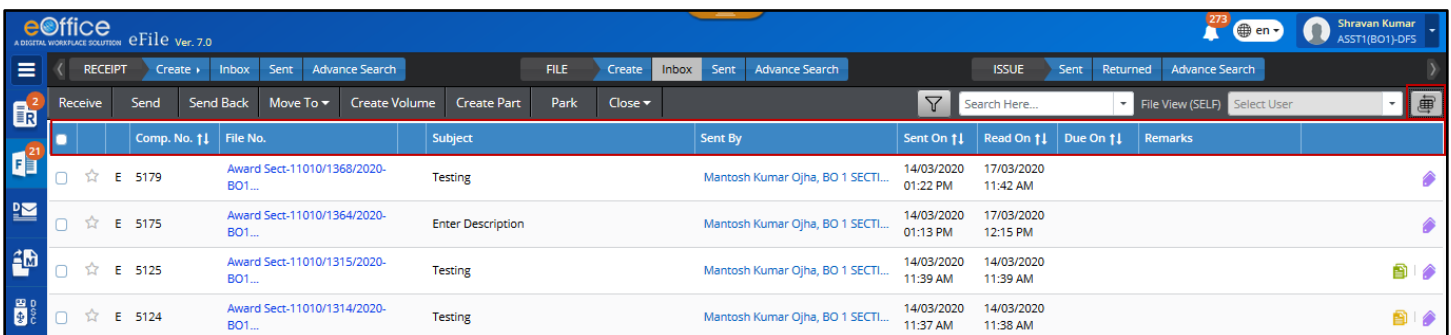 eOffice
A DIGITAL WORKPLACE SOLUTION eFile Ver. 7.0
273 en Shravan Kumar
ASST1(BO1)-DFS
RECEIPT Create Inbox Sent Advance Search FILE Create Inbox Sent Advance Search ISSUE Sent Returned Advance Search
2 R Receive Send Send Back Move To Create Volume Create Part Park Close Search Here... File View (SELF) Select User
Comp. No. File No. Subject Sent By Sent On Read On Due On Remarks
21 F
E 5179 Award Sect-11010/1368/2020- Testing Mantosh Kumar Ojha, BO 1 SECTI... 14/03/2020 17/03/2020
BO1... 01:22 PM 11:42 AM
D
E 5175 Award Sect-11010/1364/2020- Enter Description Mantosh Kumar Ojha, BO 1 SECTI... 14/03/2020 17/03/2020
BO1... 01:13 PM 12:15 PM
M
E 5125 Award Sect-11010/1315/2020- Testing Mantosh Kumar Ojha, BO 1 SECTI... 14/03/2020 14/03/2020
BO1... 11:39 AM 11:39 AM
DSC
E 5124 Award Sect-11010/1314/2020- Testing Mantosh Kumar Ojha, BO 1 SECTI... 14/03/2020 14/03/2020
BO1... 11:37 AM 11:38 AM